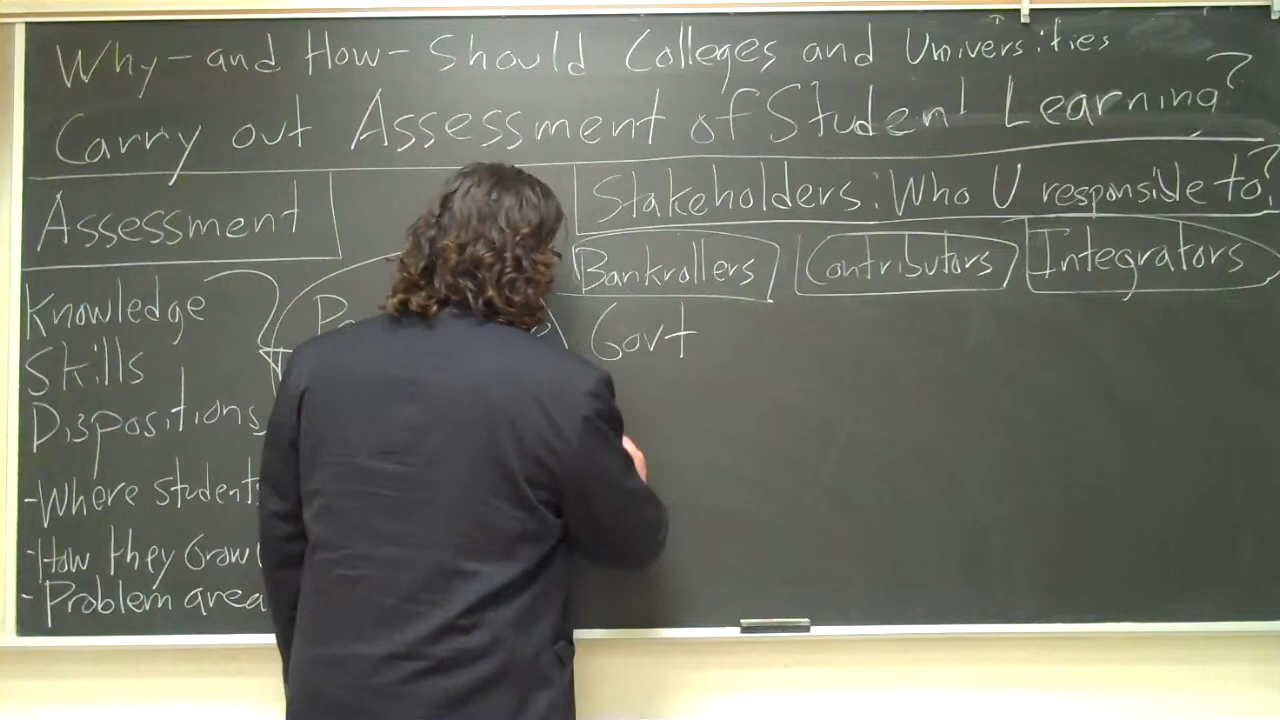 Why-and How-Should Colleges and Universities
Carry out Assessment of Student Learning?
Assessment
Stakeholders: Who U responsible to?
Bankrollers
Contributors
Integrators
Knowledge
Skills
Dispositions
Govt
-Where students
-How they Grow
-Problem area